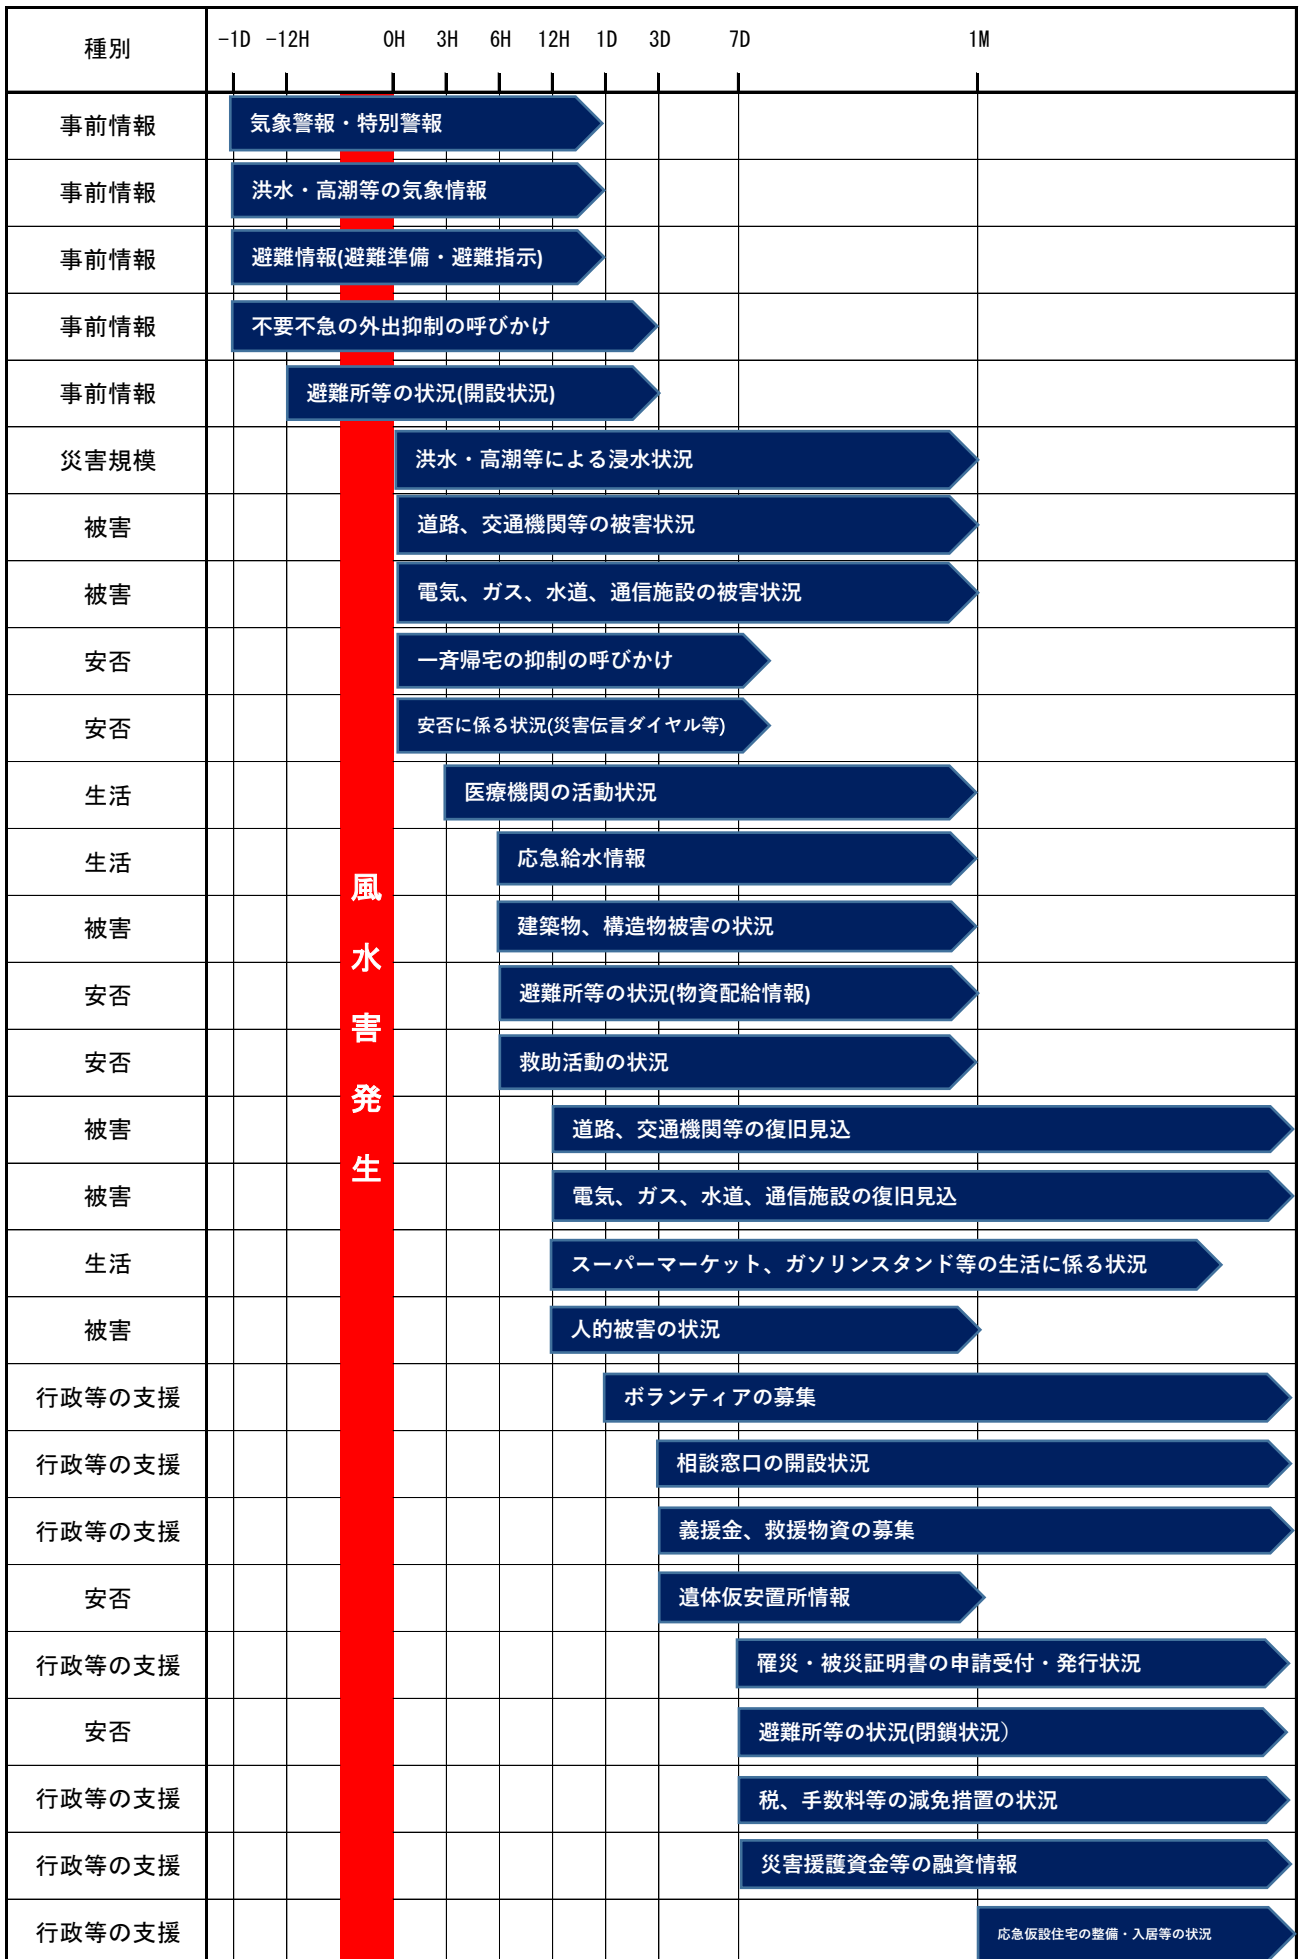 種別 -1D -12H 0H 3H 6H 12H 1D 3D 7D 1M
事前情報 気象警報・特別警報
事前情報 洪水・高潮等の気象情報
事前情報 避難情報(避難準備・避難指示)
事前情報 不要不急の外出抑制の呼びかけ
事前情報 避難所等の状況(開設状況)
災害規模 洪水・高潮等による浸水状況
被害 道路、交通機関等の被害状況
被害 電気、ガス、水道、通信施設の被害状況
安否 一斉帰宅の抑制の呼びかけ
安否 安否に係る状況(災害伝言ダイヤル等)
生活 医療機関の活動状況
生活 応急給水情報
被害 建築物、構造物被害の状況
安否 避難所等の状況(物資配給情報)
安否 救助活動の状況
被害 道路、交通機関等の復旧見込
被害 電気、ガス、水道、通信施設の復旧見込
生活 スーパーマーケット、ガソリンスタンド等の生活に係る状況
被害 人的被害の状況
行政等の支援 ボランティアの募集
行政等の支援 相談窓口の開設状況
行政等の支援 義援金、救援物資の募集
安否 遺体仮安置所情報
行政等の支援 罹災・被災証明書の申請受付・発行状況
安否 避難所等の状況(閉鎖状況）
行政等の支援 税、手数料等の減免措置の状況
行政等の支援 災害援護資金等の融資情報
行政等の支援 応急仮設住宅の整備・入居等の状況
風水害発生